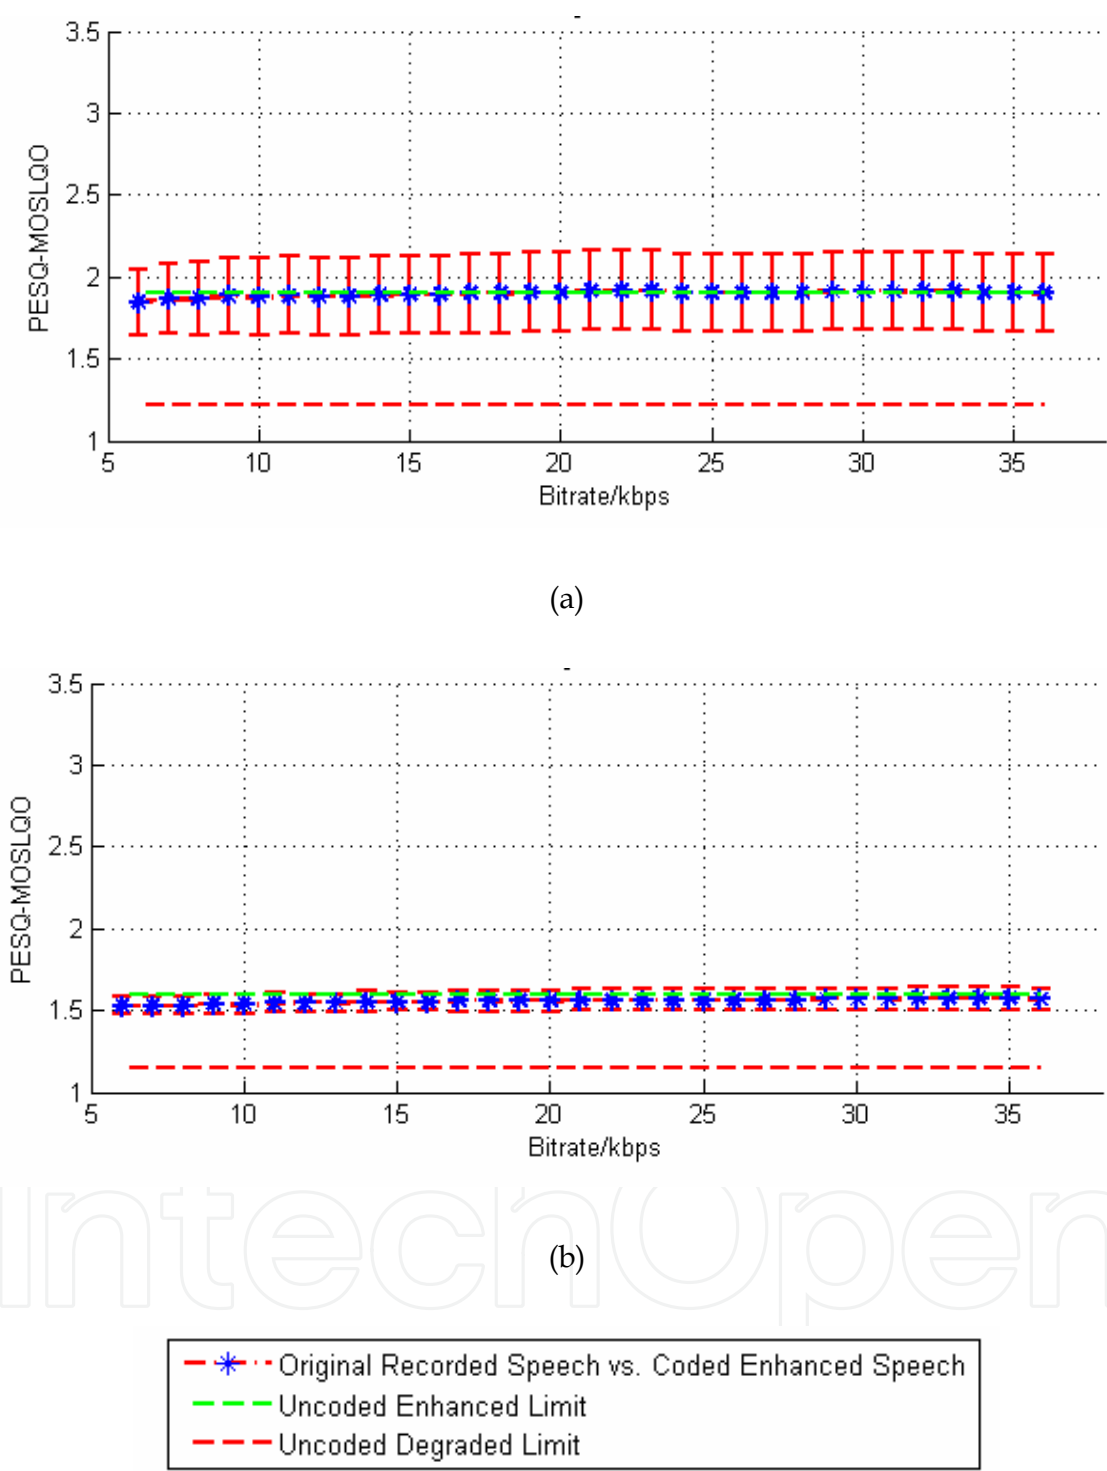 3.5
3
2.5
2
1.5
1
PESQ-MOSLQO
5 10 15 20 25 30 35
Bitrate/kbps
(a)
3.5
3
2.5
2
1.5
1
PESQ-MOSLQO
5 10 15 20 25 30 35
Bitrate/kbps
IntechOpen
(b)
Original Recorded Speech vs. Coded Enhanced Speech
Uncoded Enhanced Limit
Uncoded Degraded Limit